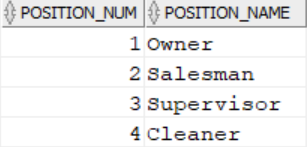 POSITION_NUM POSITION_NAME
1 Owner
2 Salesman
3 Supervisor
4 Cleaner